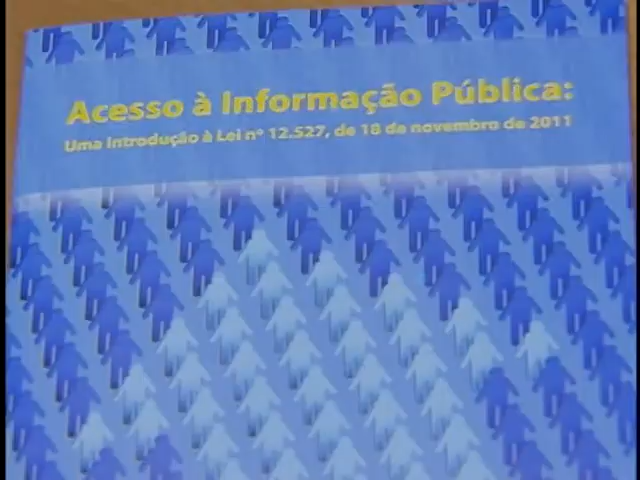 Acesso à Informação Pública:
Uma Introdução à Lei nº 12.527, de 18 de novembro de 2011